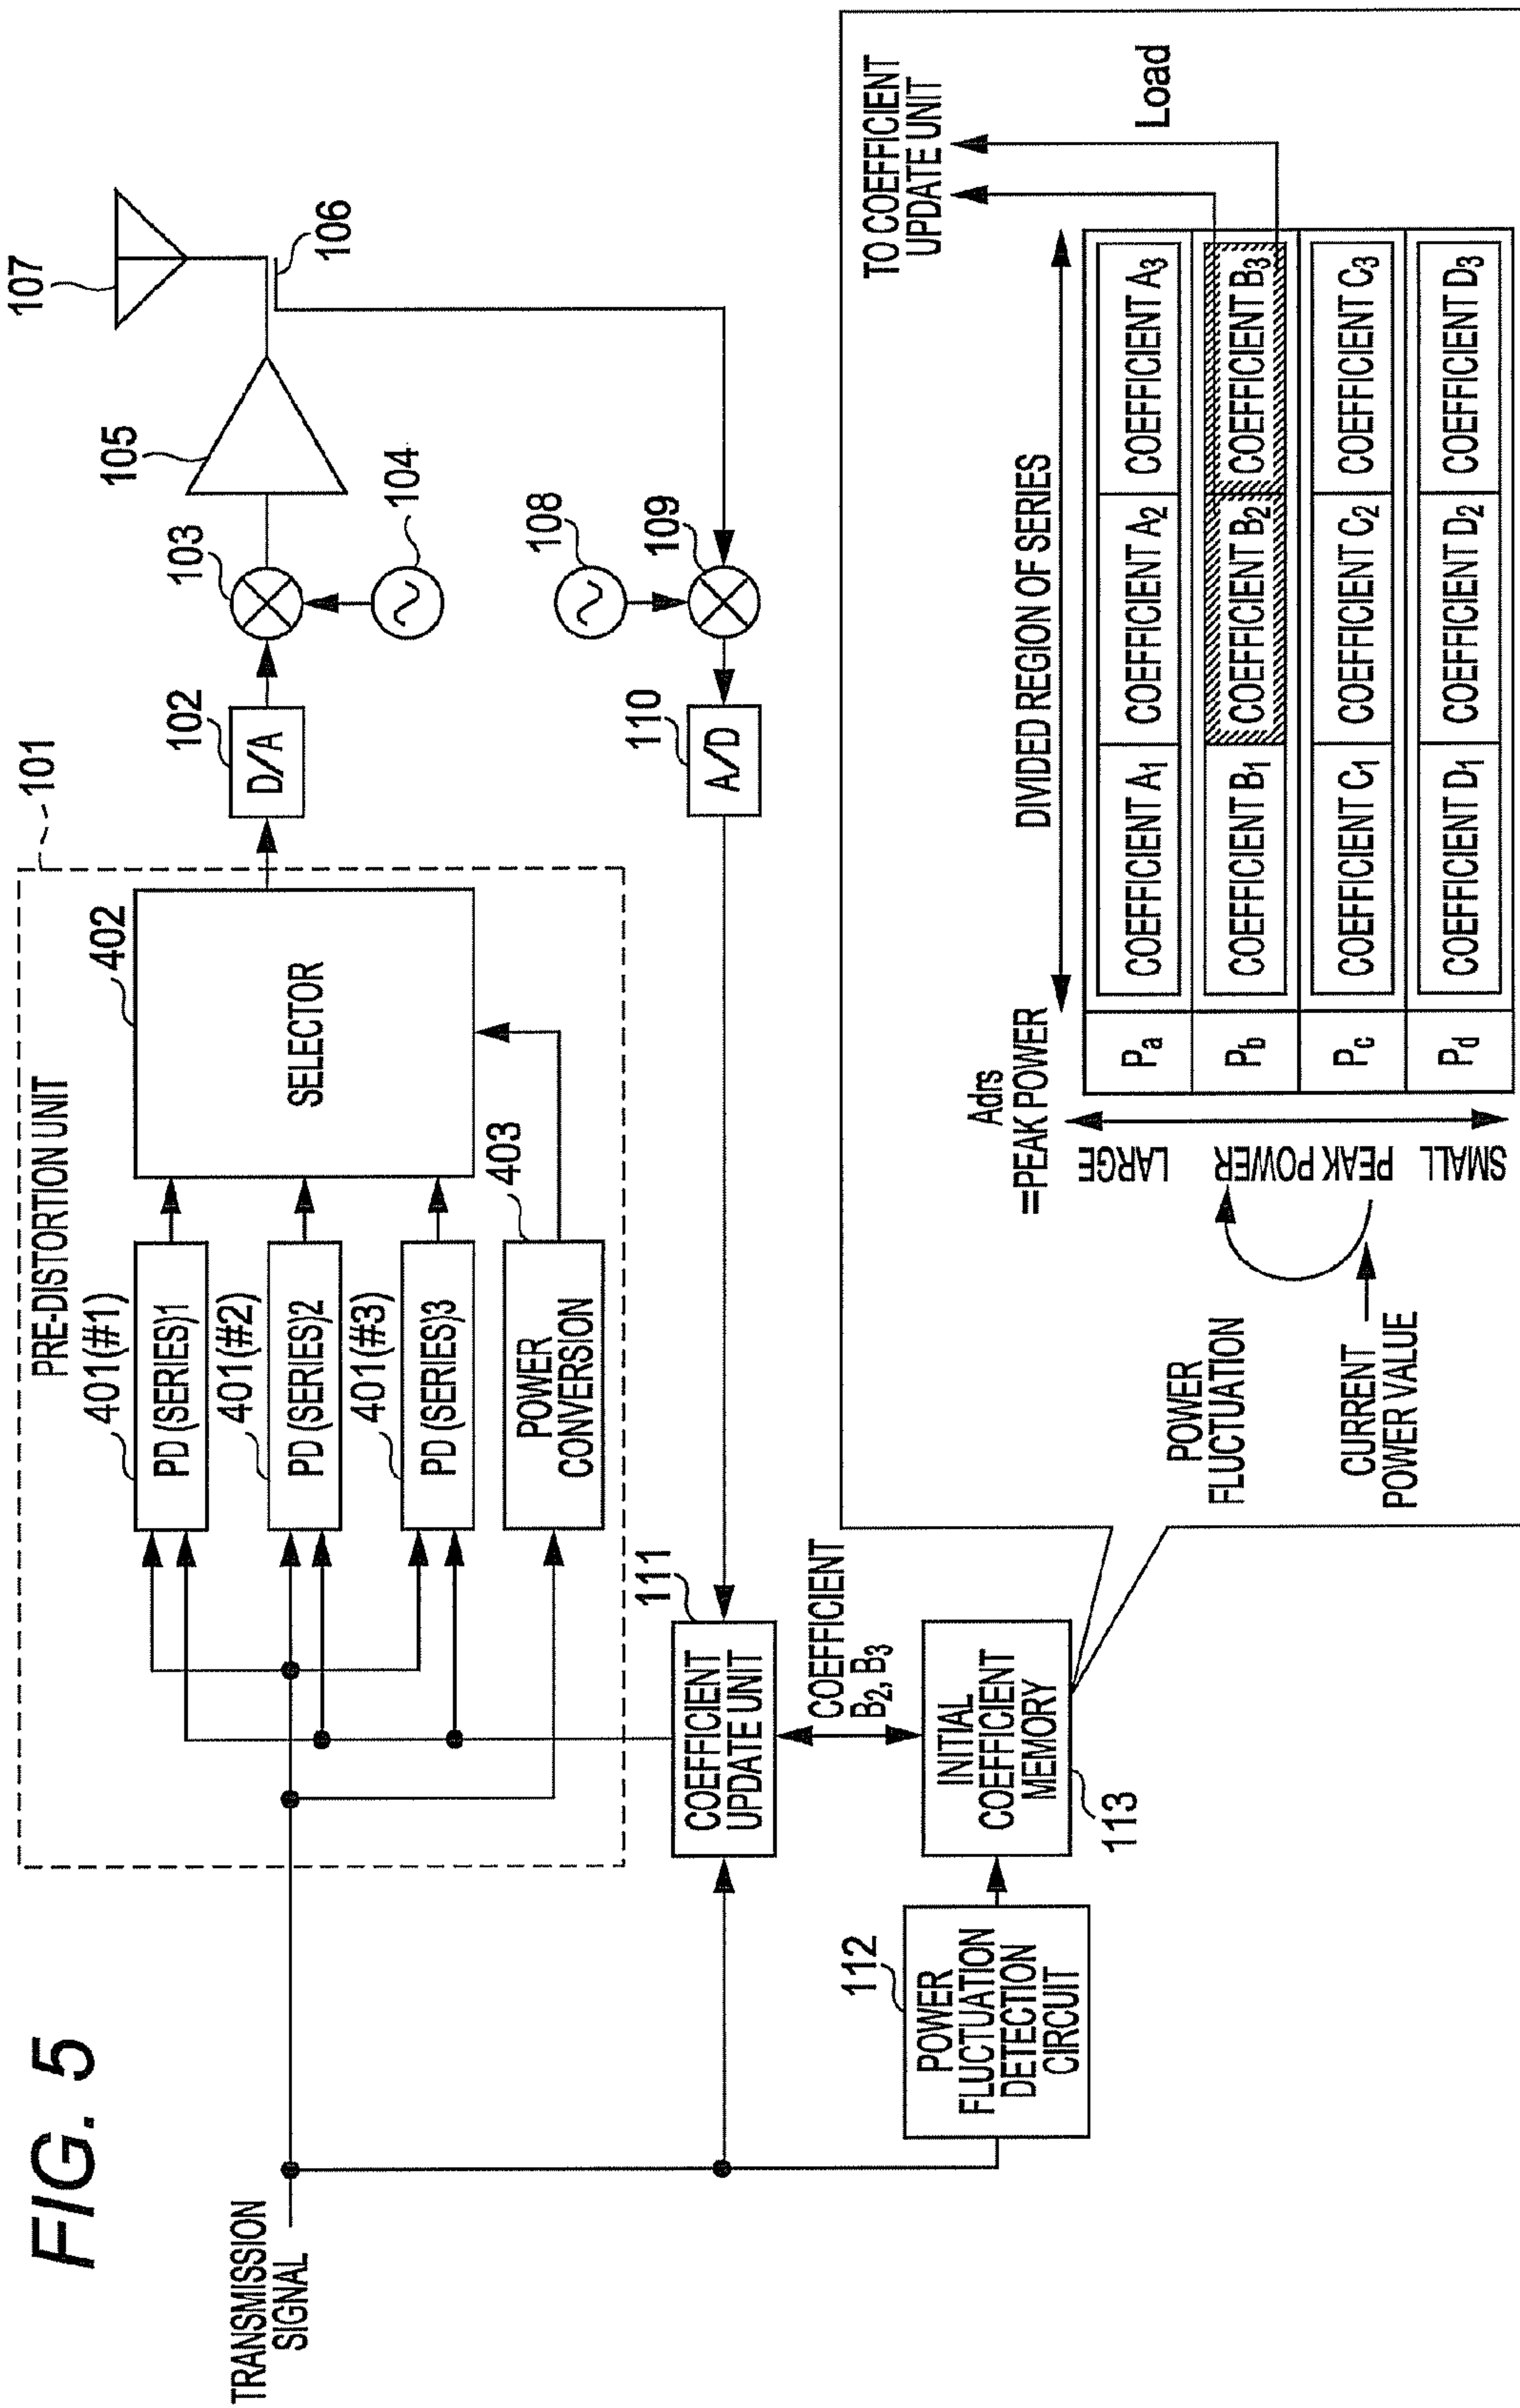 FIG. 5
TRANSMISSION
SIGNAL
PRE-DISTORTION UNIT
101
401(#1)
PD (SERIES)1
401(#2)
PD (SERIES)2
401(#3)
PD (SERIES)3
403
POWER
CONVERSION
402
SELECTOR
102
D/A
103
104
105
106
107
108
109
110
A/D
111
COEFFICIENT
UPDATE UNIT
COEFFICIENT
B2, B3
112
POWER
FLUCTUATION
DETECTION
CIRCUIT
INITIAL
COEFFICIENT
MEMORY
113
TO COEFFICIENT
UPDATE UNIT
Load
DIVIDED REGION OF SERIES
Adrs
=PEAK POWER
Pa COEFFICIENT A1 COEFFICIENT A2 COEFFICIENT A3
Pb COEFFICIENT B1 COEFFICIENT B2 COEFFICIENT B3
Pc COEFFICIENT C1 COEFFICIENT C2 COEFFICIENT C3
Pd COEFFICIENT D1 COEFFICIENT D2 COEFFICIENT D3
LARGE
PEAK POWER
SMALL
POWER
FLUCTUATION
CURRENT
POWER VALUE